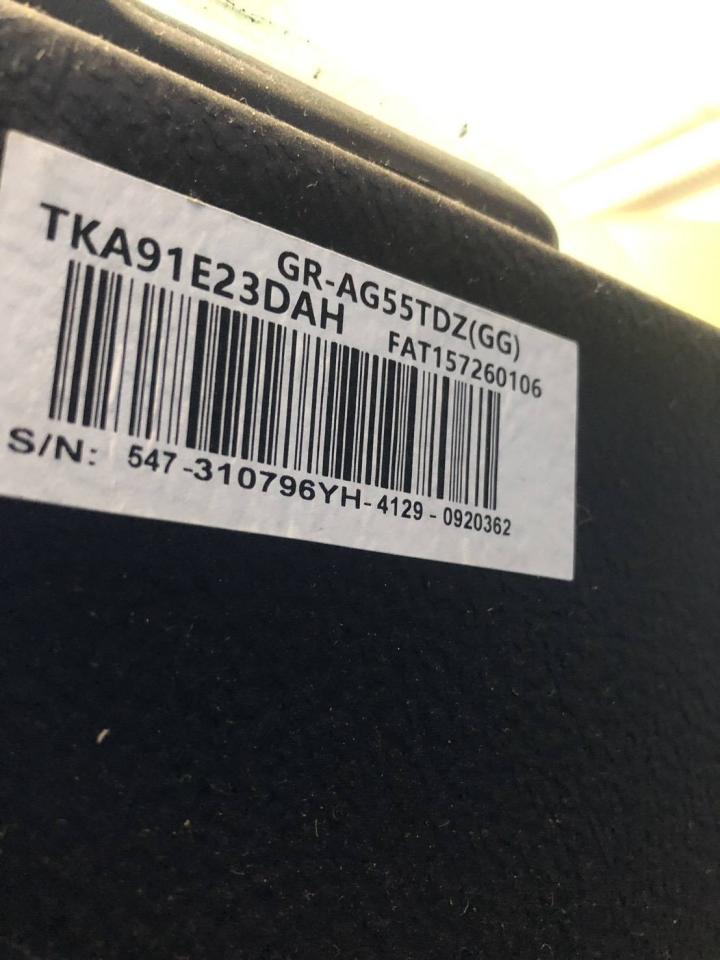 TKA91E23DAH
GR-AG55TDZ(GG)
FAT157260106
S/N: 547-310796YH-4129-0920362